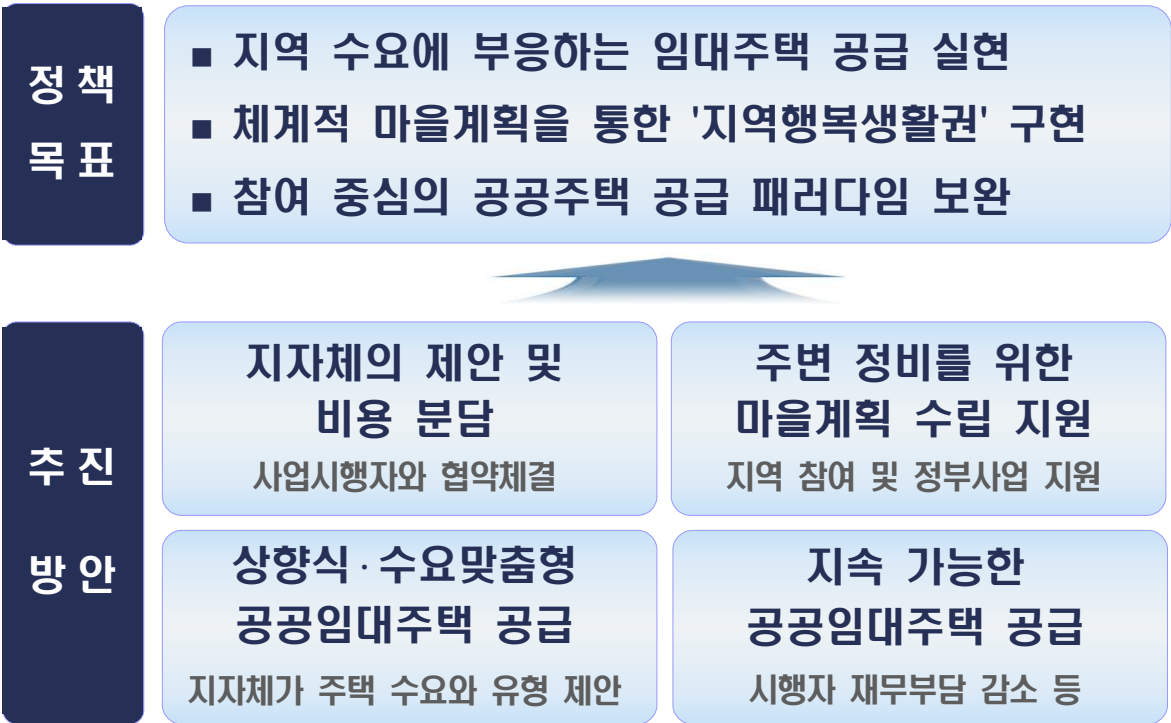 정책
목표
■ 지역 수요에 부응하는 임대주택 공급 실현
■ 체계적 마을계획을 통한 '지역행복생활권' 구현
■ 참여 중심의 공공주택 공급 패러다임 보완
추진
방안
지자체의 제안 및
비용 분담
사업시행자와 협약체결
주변 정비를 위한
마을계획 수립 지원
지역 참여 및 정부사업 지원
상향식·수요맞춤형
공공임대주택 공급
지자체가 주택 수요와 유형 제안
지속 가능한
공공임대주택 공급
시행자 재무부담 감소 등